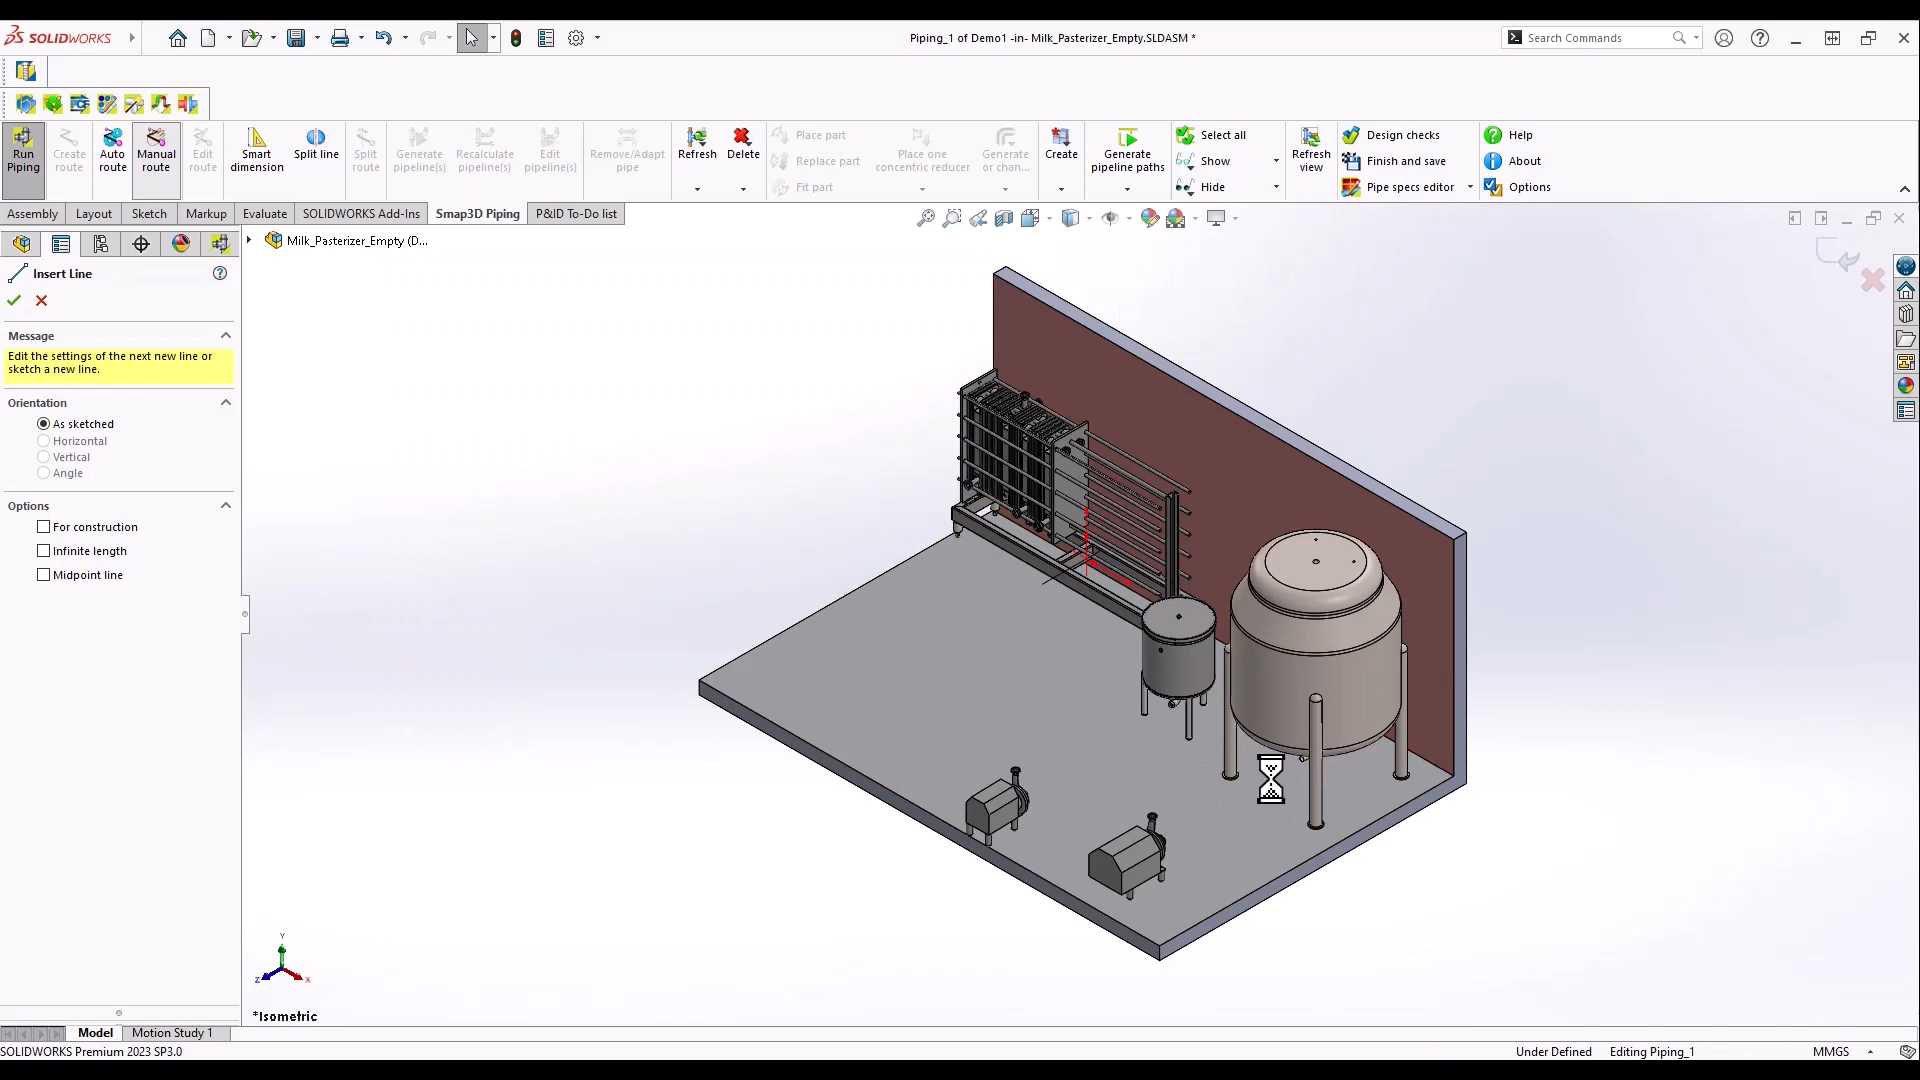 SOLIDWORKS
Piping_1 of Demo1 -in- Milk_Pasterizer_Empty.SLDASM *
Search Commands
Run Piping
Create route
Auto route
Manual route
Edit route
Smart dimension
Split line
Split route
Generate pipeline(s)
Recalculate pipeline(s)
Edit pipeline(s)
Remove/Adapt pipe
Refresh
Delete
Place part
Replace part
Fit part
Place one concentric reducer
Generate or chan...
Create
Generate pipeline paths
Select all
Show
Hide
Refresh view
Design checks
Finish and save
Pipe specs editor
Help
About
Options
Assembly
Layout
Sketch
Markup
Evaluate
SOLIDWORKS Add-Ins
Smap3D Piping
P&ID To-Do list
Milk_Pasterizer_Empty (D...
Insert Line
Message
Edit the settings of the next new line or
sketch a new line.
Orientation
As sketched
Horizontal
Vertical
Angle
Options
For construction
Infinite length
Midpoint line
Y
Z
X
*Isometric
Model
Motion Study 1
SOLIDWORKS Premium 2023 SP3.0
Under Defined
Editing Piping_1
MMGS